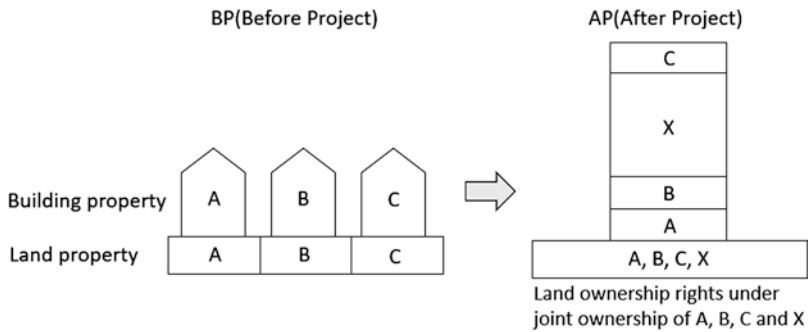 BP(Before Project)
AP(After Project)
C
X
B
A
A, B, C, X
Building property
A
B
C
Land property
A
B
C
Land ownership rights under
joint ownership of A, B, C and X